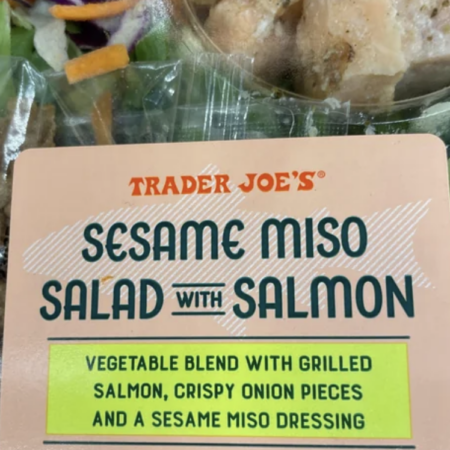 TRADER JOE'S®
SESAME MISO
SALAD WITH SALMON
VEGETABLE BLEND WITH GRILLED
SALMON, CRISPY ONION PIECES
AND A SESAME MISO DRESSING